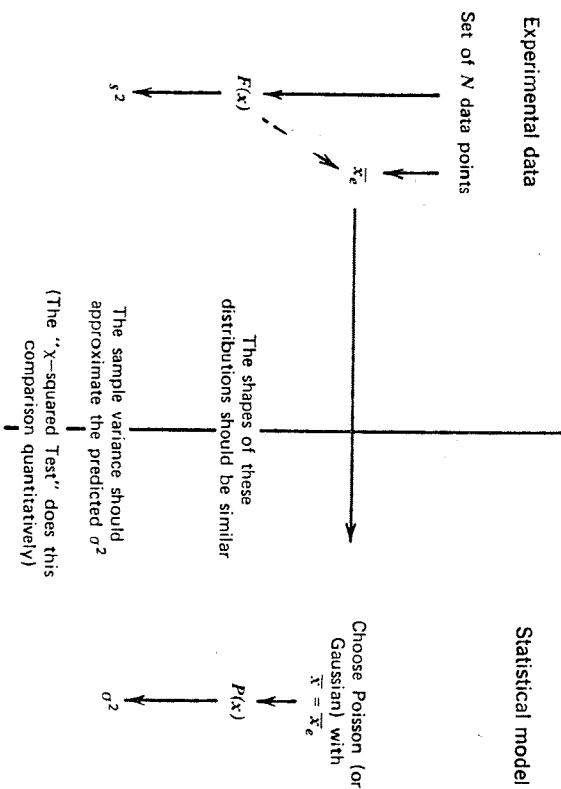 Experimental data
Statistical model
Set of N data points
x̄ₑ
Choose Poisson (or
Gaussian) with
x̄ = x̄ₑ
F(x)
The shapes of these
distributions should be similar
P(x)
s²
The sample variance should
approximate the predicted σ²
σ²
(The "χ–squared Test" does this
comparison quantitatively)